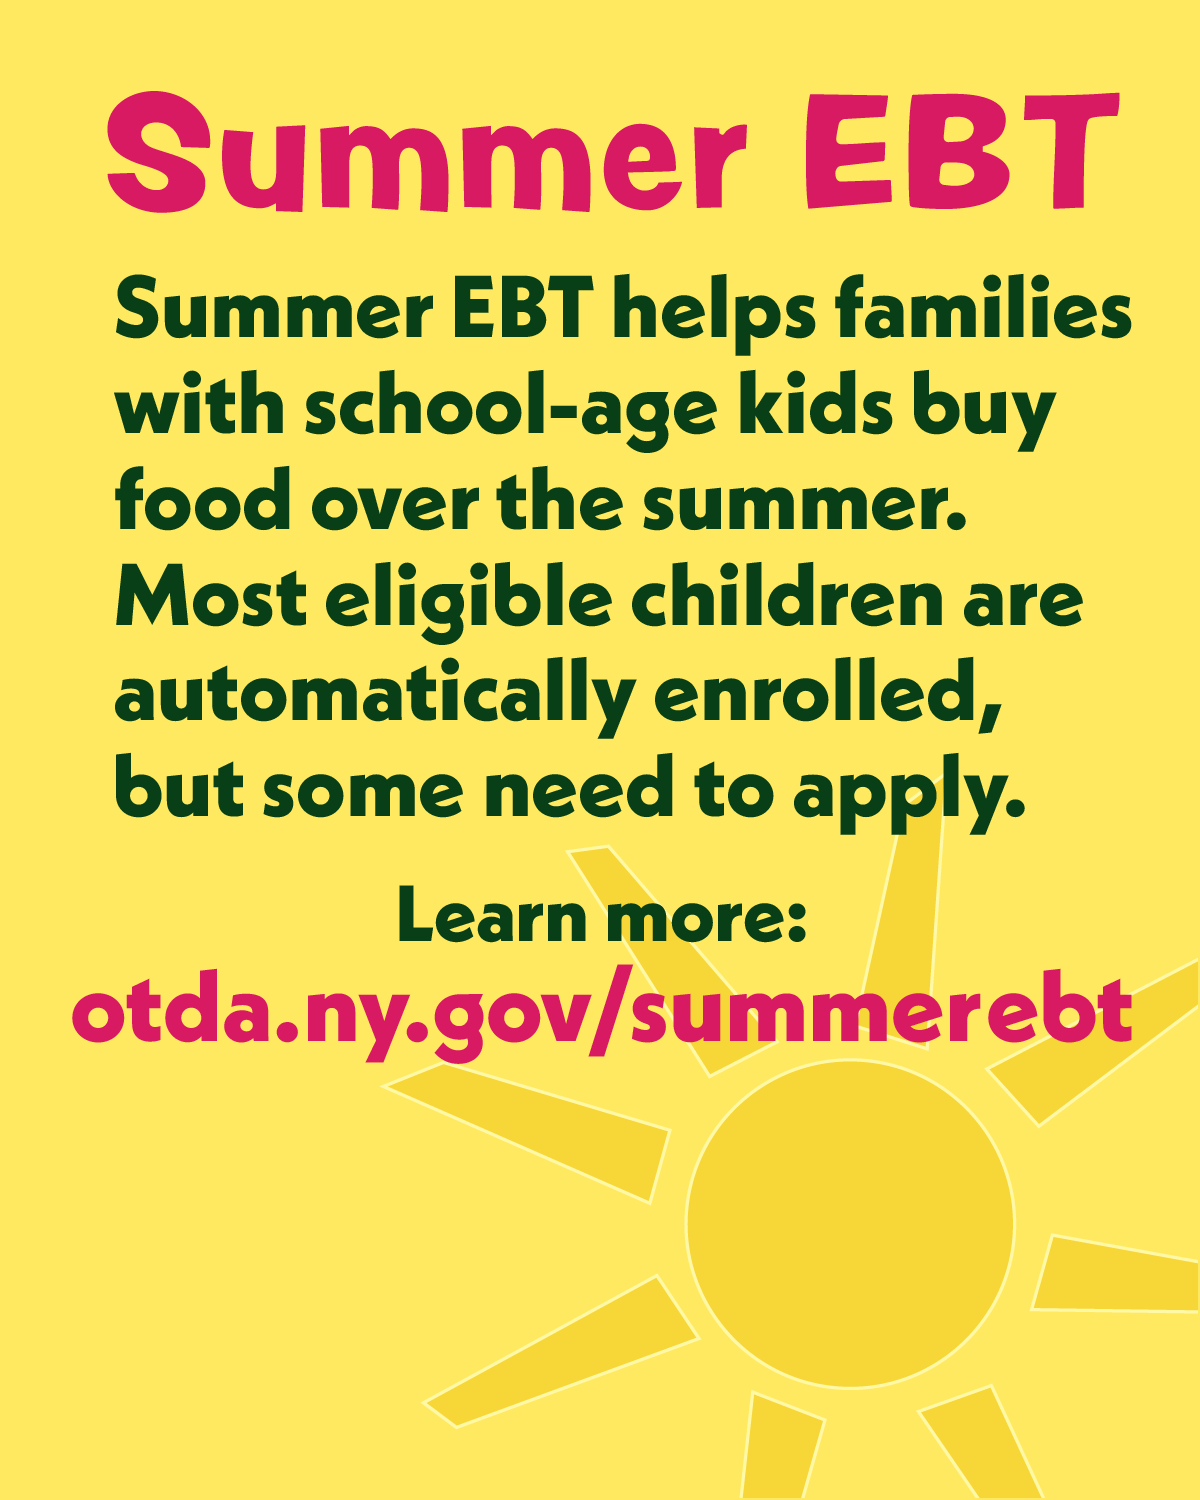 Summer EBT
Summer EBT helps families
with school-age kids buy
food over the summer.
Most eligible children are
automatically enrolled,
but some need to apply.
Learn more:
otda.ny.gov/summerebt